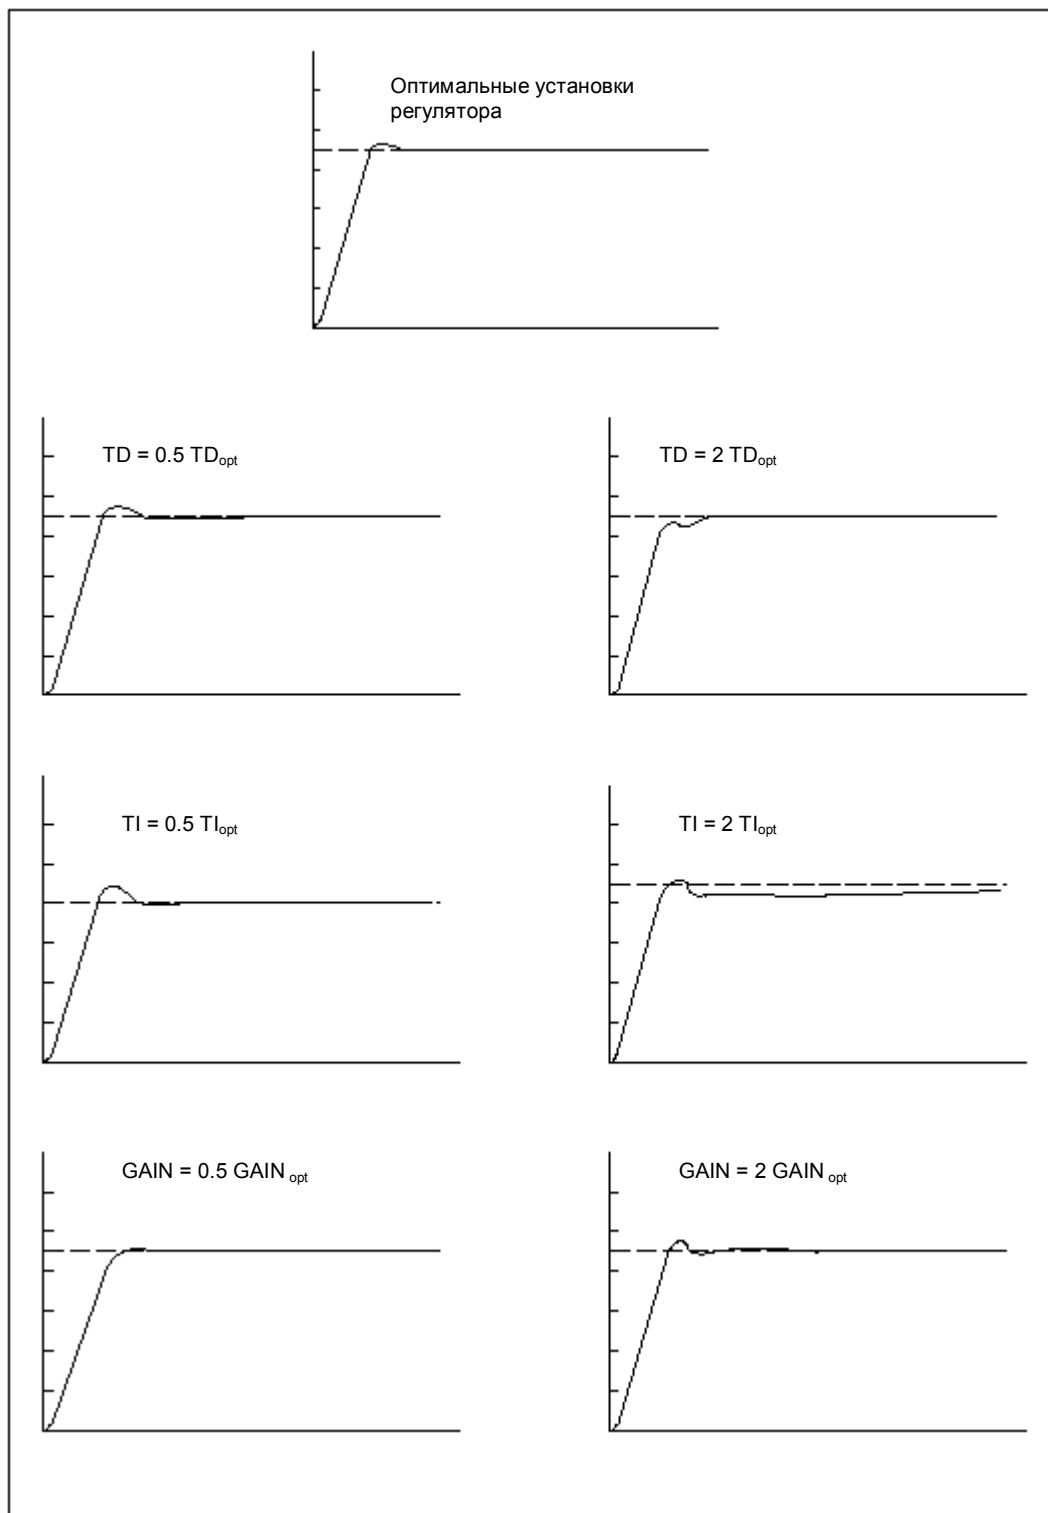 Оптимальные установки
регулятора
TD = 0.5 TDopt
TD = 2 TDopt
TI = 0.5 TIopt
TI = 2 TIopt
GAIN = 0.5 GAIN opt
GAIN = 2 GAIN opt